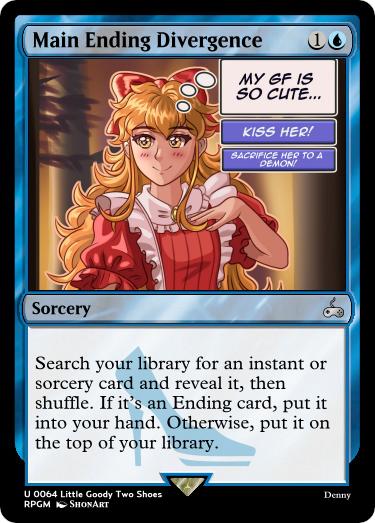 Main Ending Divergence 1
MY GF IS
SO CUTE...
KISS HER!
SACRIFICE HER TO A
DEMON!
Sorcery
Search your library for an instant or
sorcery card and reveal it, then
shuffle. If it's an Ending card, put it
into your hand. Otherwise, put it on
the top of your library.
U 0064 Little Goody Two Shoes
RPGM SHONART
Denny